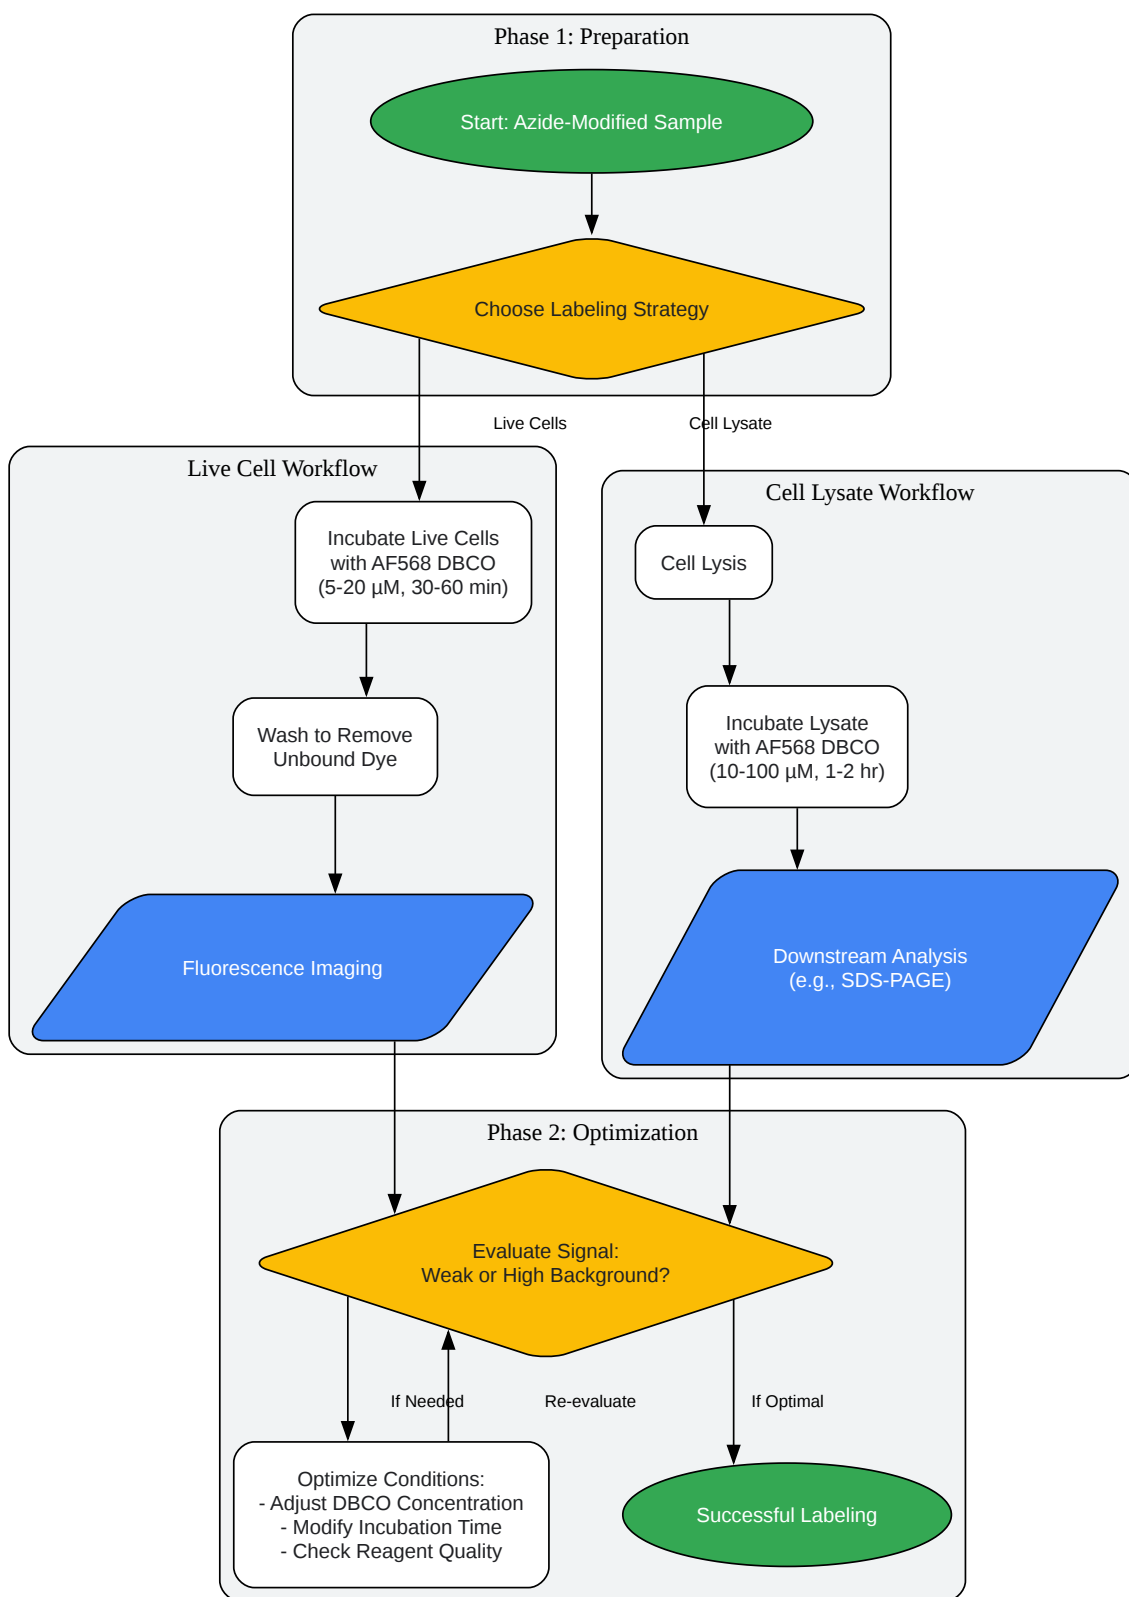 Phase 1: Preparation
Start: Azide-Modified Sample
Choose Labeling Strategy
Live Cells
Cell Lysate
Live Cell Workflow
Incubate Live Cells
with AF568 DBCO
(5-20 µM, 30-60 min)
Wash to Remove
Unbound Dye
Fluorescence Imaging
Cell Lysate Workflow
Cell Lysis
Incubate Lysate
with AF568 DBCO
(10-100 µM, 1-2 hr)
Downstream Analysis
(e.g., SDS-PAGE)
Phase 2: Optimization
Evaluate Signal:
Weak or High Background?
If Needed
Re-evaluate
If Optimal
Optimize Conditions:
- Adjust DBCO Concentration
- Modify Incubation Time
- Check Reagent Quality
Successful Labeling